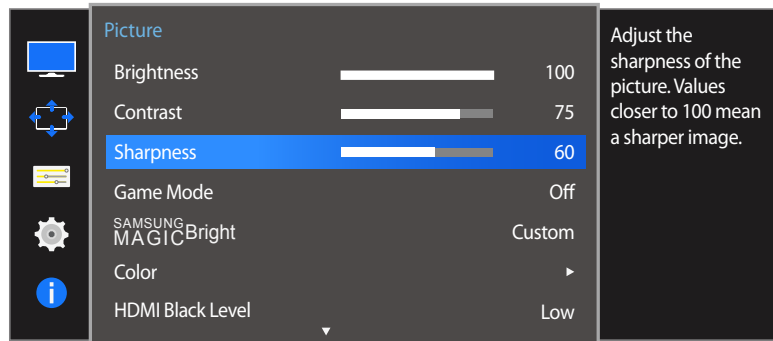 Picture
Brightness 100
Contrast 75
Sharpness 60
Game Mode Off
SAMSUNG
MAGICBright Custom
Color
HDMI Black Level Low
Adjust the
sharpness of the
picture. Values
closer to 100 mean
a sharper image.